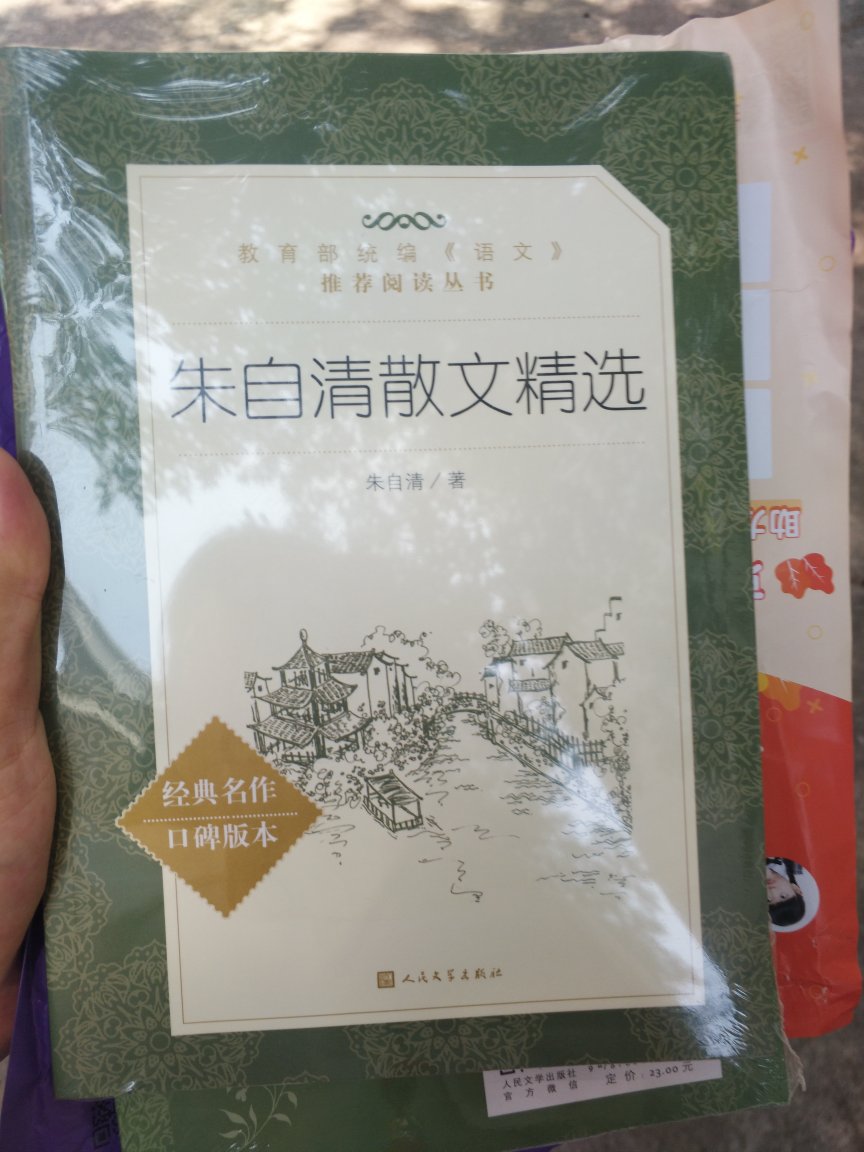 教育部统编《语文》
推荐阅读丛书
朱自清散文精选
朱自清/著
经典名作
口碑版本
人民文学出版社
人民文学出版社
官方微信
定价:23.00元
助